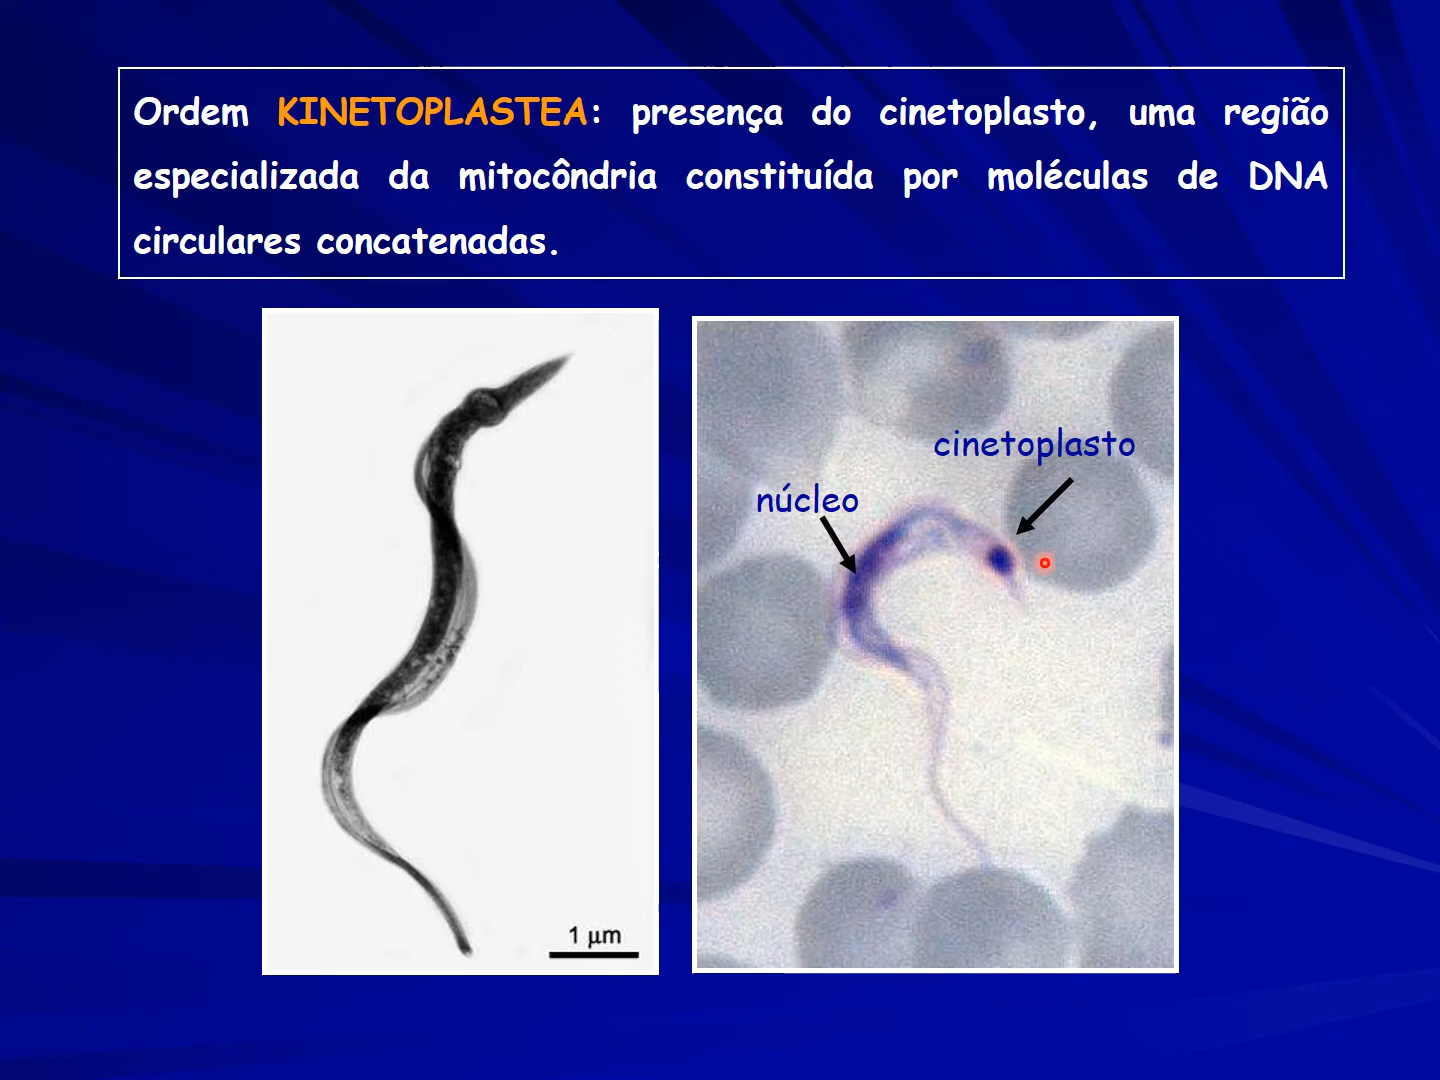 Ordem KINETOPLASTEA: presença do cinetoplasto, uma região
especializada da mitocôndria constituída por moléculas de DNA
circulares concatenadas.
cinetoplasto
núcleo
1 µm